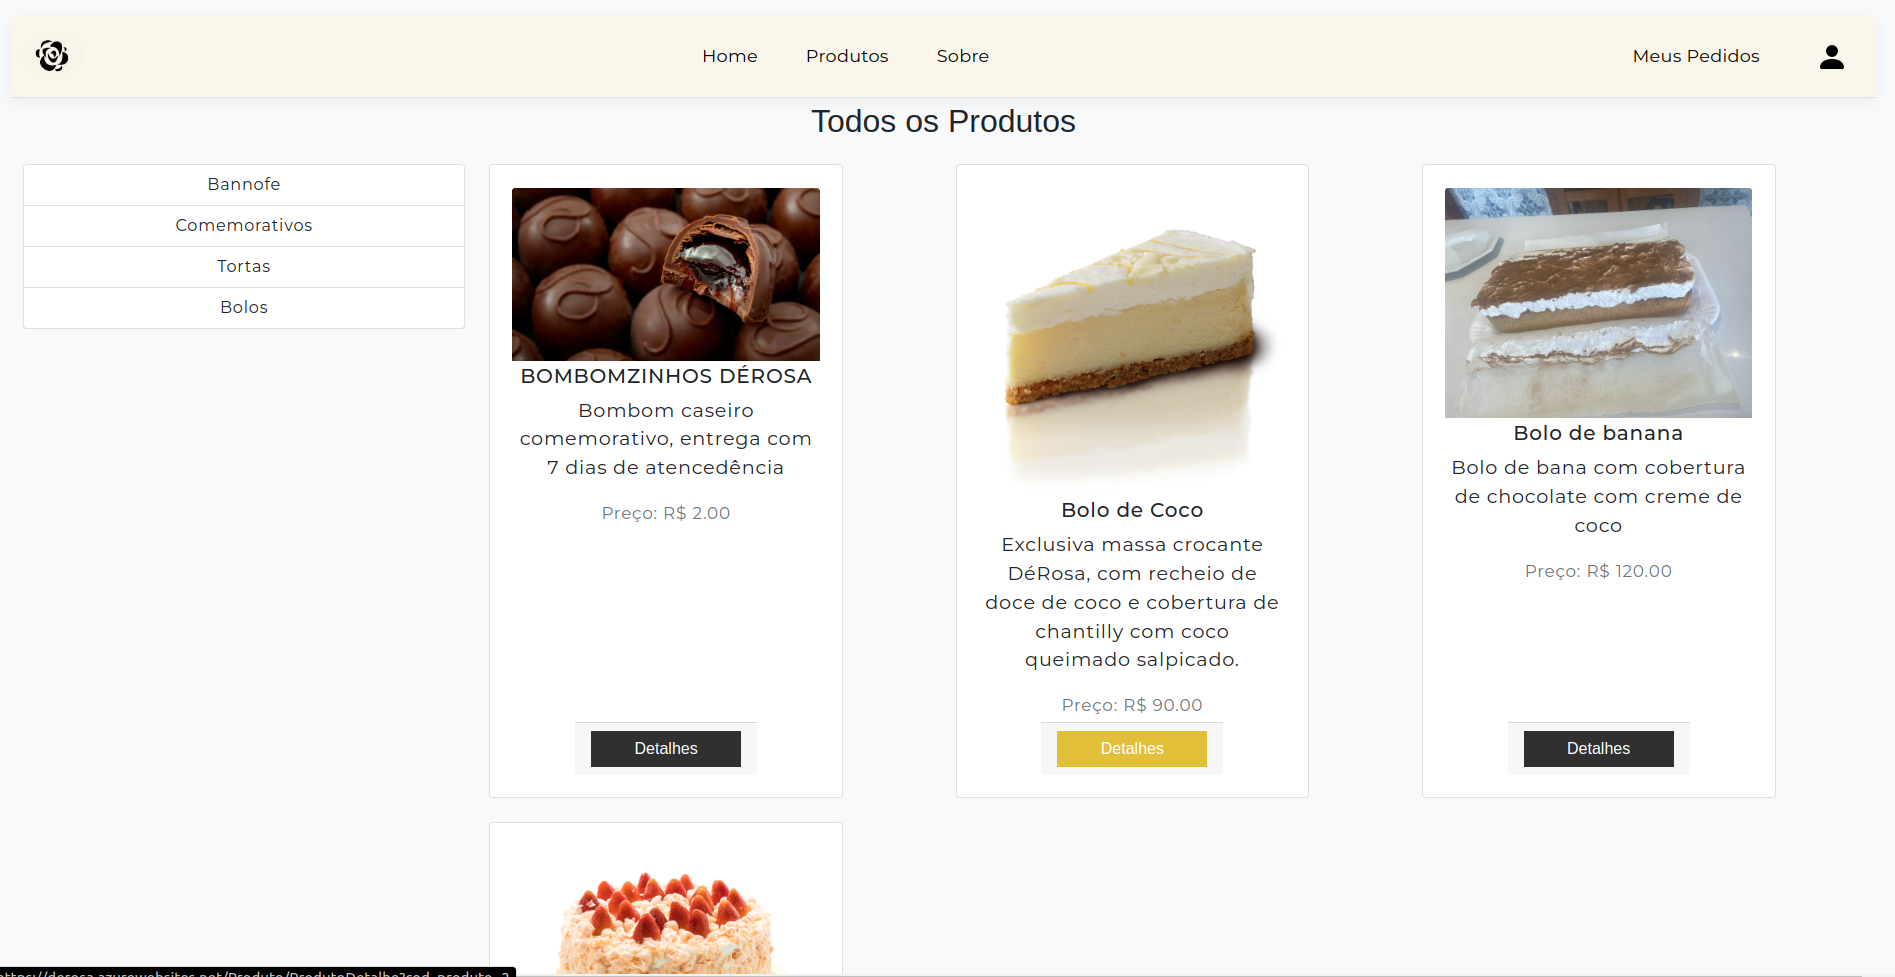 Home
Produtos
Sobre
Meus Pedidos
Todos os Produtos
Bannofe
Comemorativos
Tortas
Bolos
BOMBOMZINHOS DÉROSA
Bombom caseiro
comemorativo, entrega com
7 dias de atencedência
Preço: R$ 2.00
Detalhes
Bolo de Coco
Exclusiva massa crocante
DéRosa, com recheio de
doce de coco e cobertura de
chantilly com coco
queimado salpicado.
Preço: R$ 90.00
Detalhes
Bolo de banana
Bolo de bana com cobertura
de chocolate com creme de
coco
Preço: R$ 120.00
Detalhes